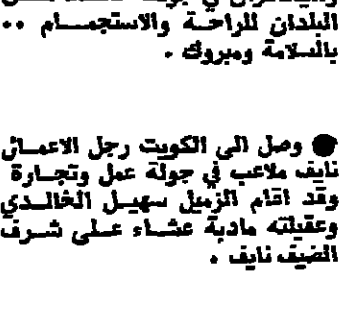 البلدان للراحة والاستجمام ..
بالسلامة ومبروك .
● وصل الى الكويت رجل الاعمال
نايف ملاعب في جولة عمل وتجارة
وقد اقام الزميل سهيل الخالدي
وعقيلته مادبة عشاء على شرف
الضيف نايف .